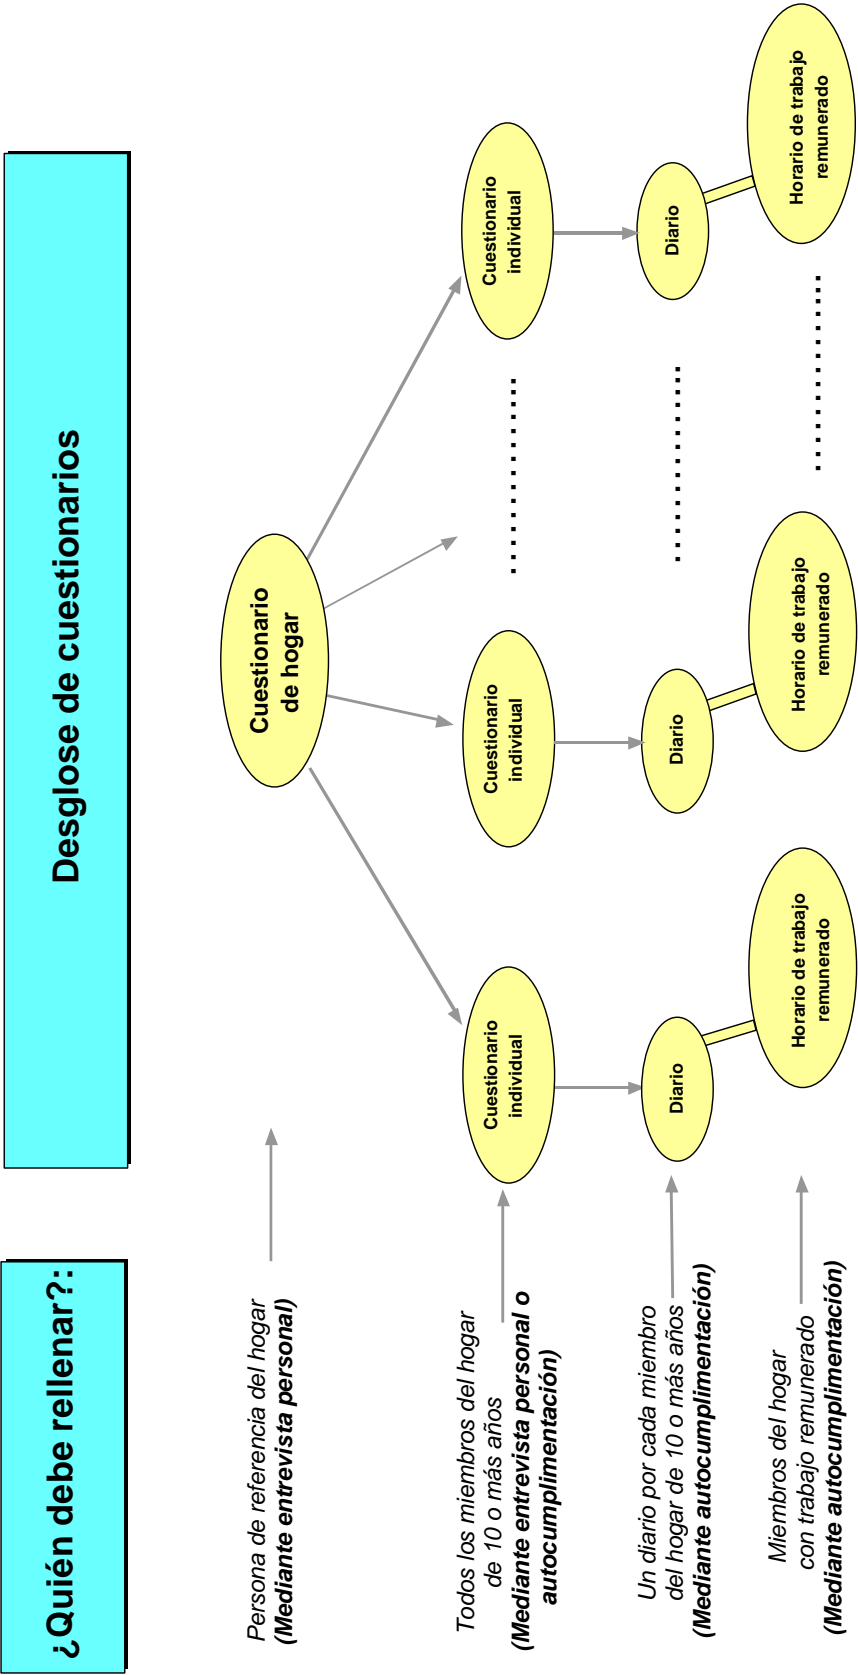 ¿Quién debe rellenar?:
Desglose de cuestionarios
Persona de referencia del hogar
(Mediante entrevista personal)
Cuestionario
de hogar
Todos los miembros del hogar
de 10 o más años
(Mediante entrevista personal o
autocumplimentación)
Cuestionario
individual
Cuestionario
individual
Cuestionario
individual
Un diario por cada miembro
del hogar de 10 o más años
(Mediante autocumplimentación)
Diario
Diario
Diario
Miembros del hogar
con trabajo remunerado
(Mediante autocumplimentación)
Horario de trabajo
remunerado
Horario de trabajo
remunerado
Horario de trabajo
remunerado